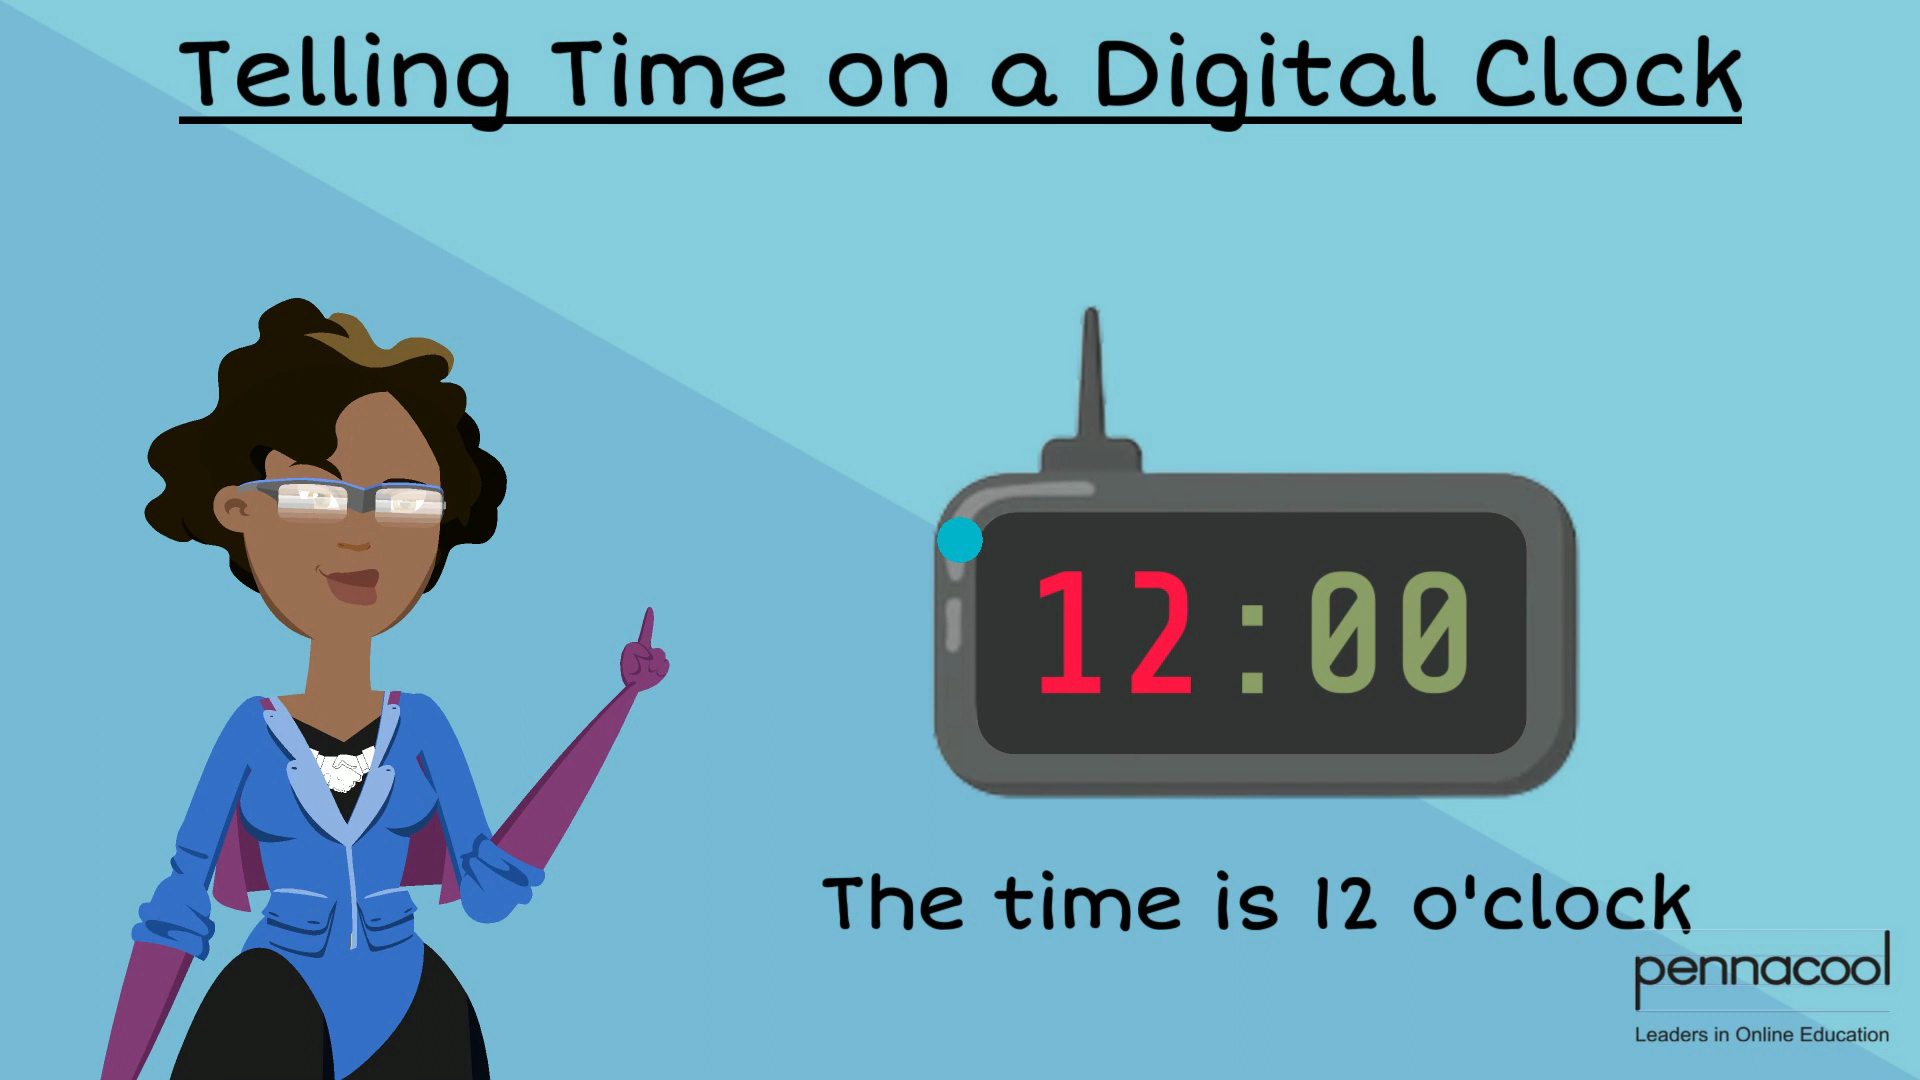 Telling Time on a Digital Clock
12:00
The time is 12 o'clock
pennacool
Leaders in Online Education